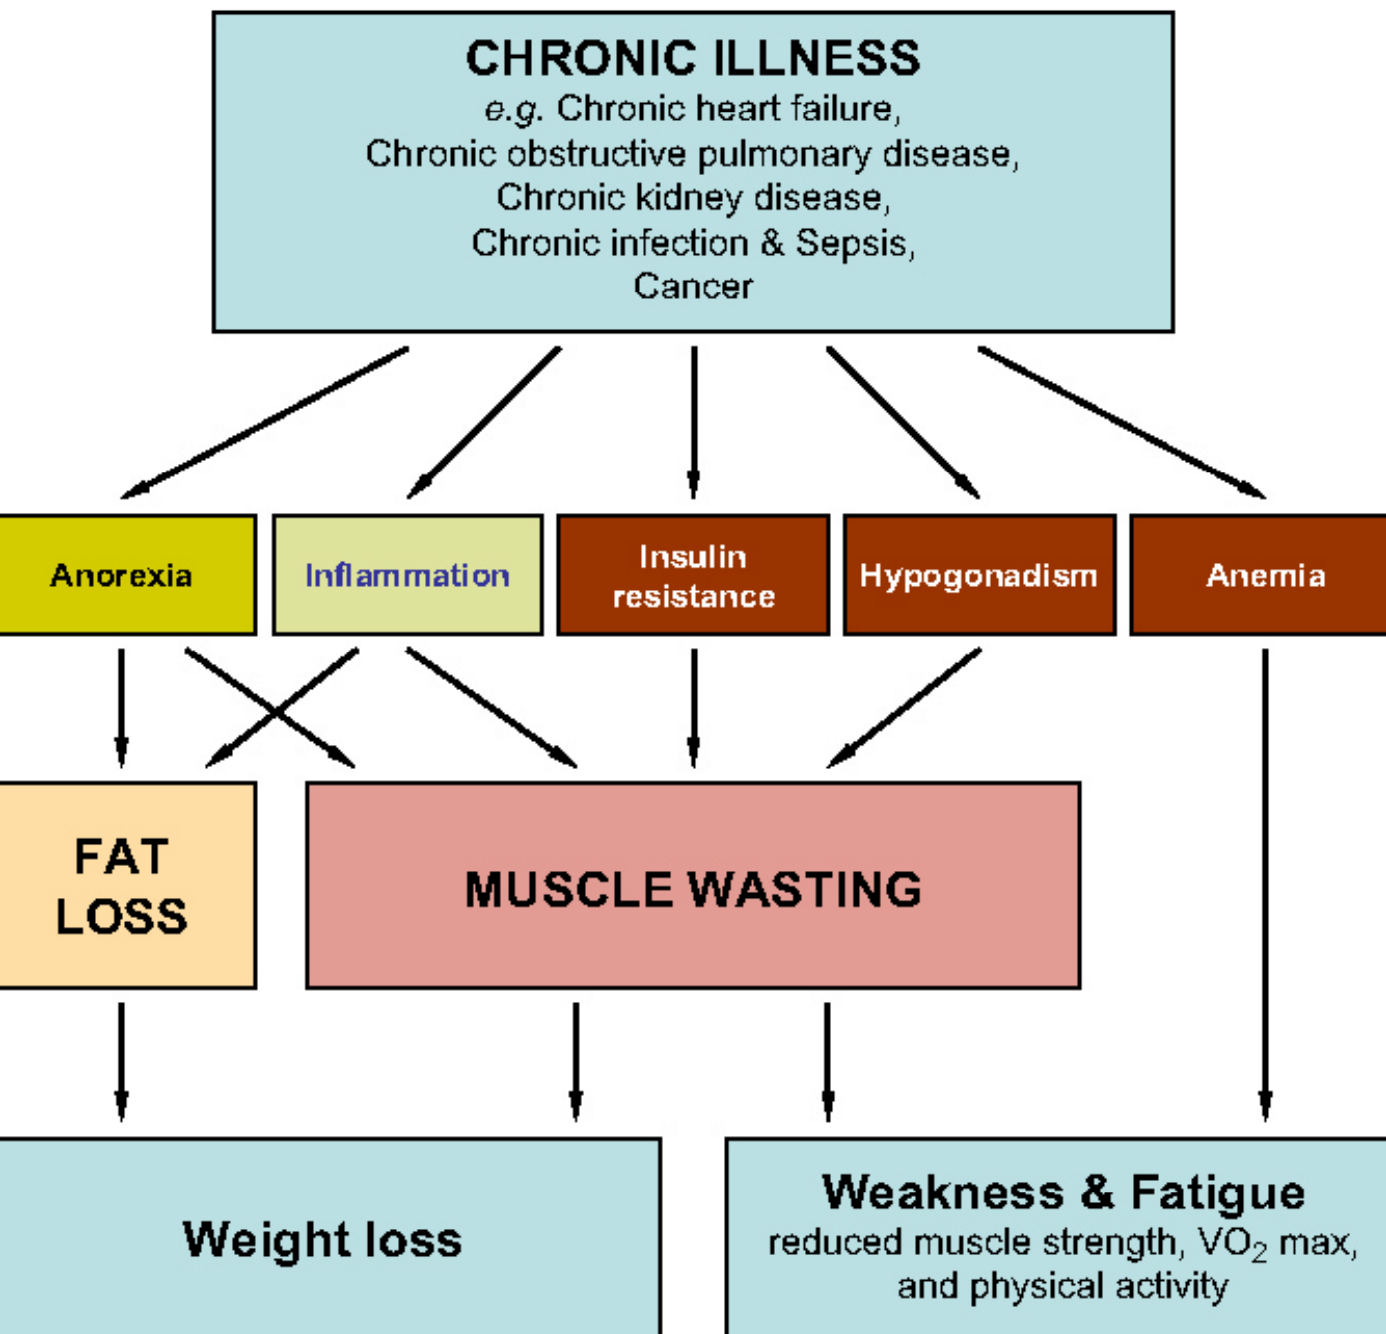 CHRONIC ILLNESS
e.g. Chronic heart failure,
Chronic obstructive pulmonary disease,
Chronic kidney disease,
Chronic infection & Sepsis,
Cancer
Anorexia
Inflammation
Insulin
resistance
Hypogonadism
Anemia
FAT
LOSS
MUSCLE WASTING
Weight loss
Weakness & Fatigue
reduced muscle strength, VO₂ max,
and physical activity